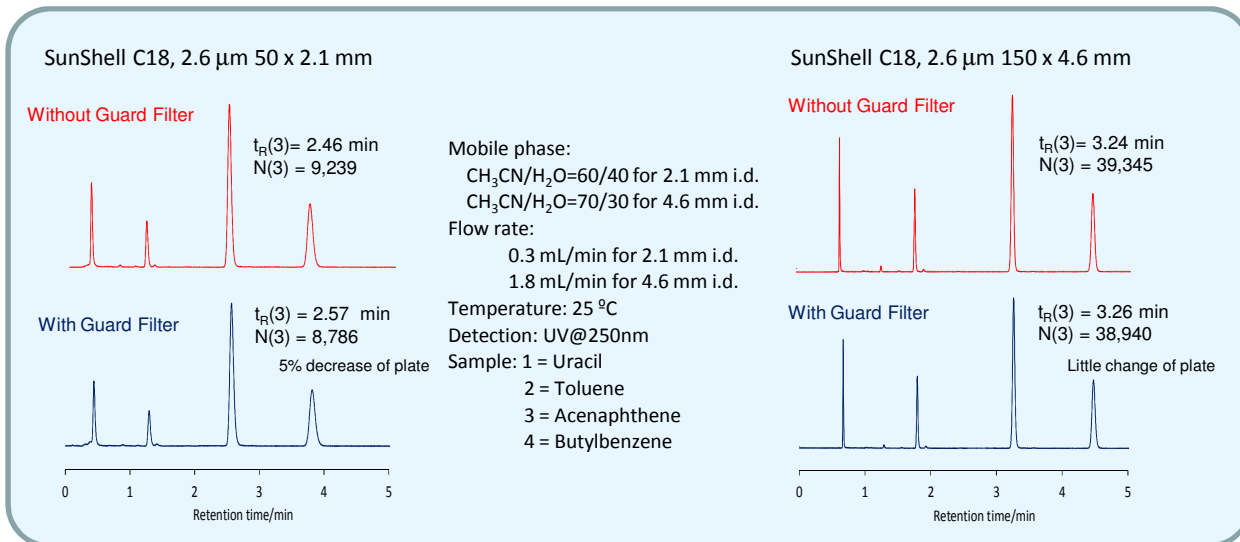 SunShell C18, 2.6 μm 50 x 2.1 mm
Without Guard Filter
tR(3)= 2.46 min
N(3) = 9,239
With Guard Filter
tR(3) = 2.57 min
N(3) = 8,786
5% decrease of plate
0 1 2 3 4 5
Retention time/min
Mobile phase:
CH3CN/H2O=60/40 for 2.1 mm i.d.
CH3CN/H2O=70/30 for 4.6 mm i.d.
Flow rate:
0.3 mL/min for 2.1 mm i.d.
1.8 mL/min for 4.6 mm i.d.
Temperature: 25 ºC
Detection: UV@250nm
Sample: 1 = Uracil
2 = Toluene
3 = Acenaphthene
4 = Butylbenzene
SunShell C18, 2.6 μm 150 x 4.6 mm
Without Guard Filter
tR(3) = 3.24 min
N(3) = 39,345
With Guard Filter
tR(3) = 3.26 min
N(3) = 38,940
Little change of plate
0 1 2 3 4 5
Retention time/min